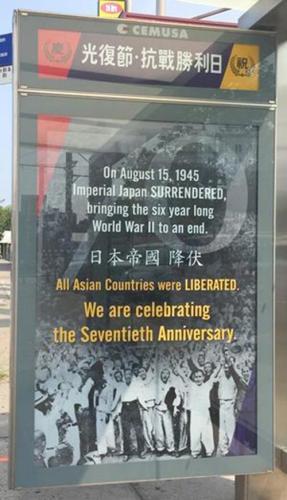 CEMUSA
慶 光復節·抗戰勝利日 祝
On August 15, 1945
Imperial Japan SURRENDERED,
bringing the six year long
World War II to an end.
日本帝國 降伏
All Asian Countries were LIBERATED.
We are celebrating
the Seventieth Anniversary.